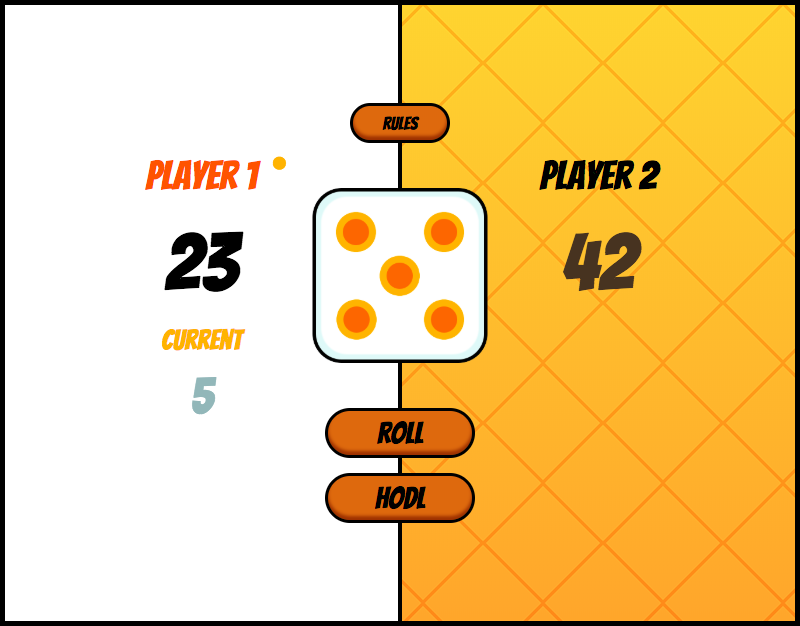 RULES
PLAYER 1
PLAYER 2
23
42
CURRENT
5
ROLL
HODL